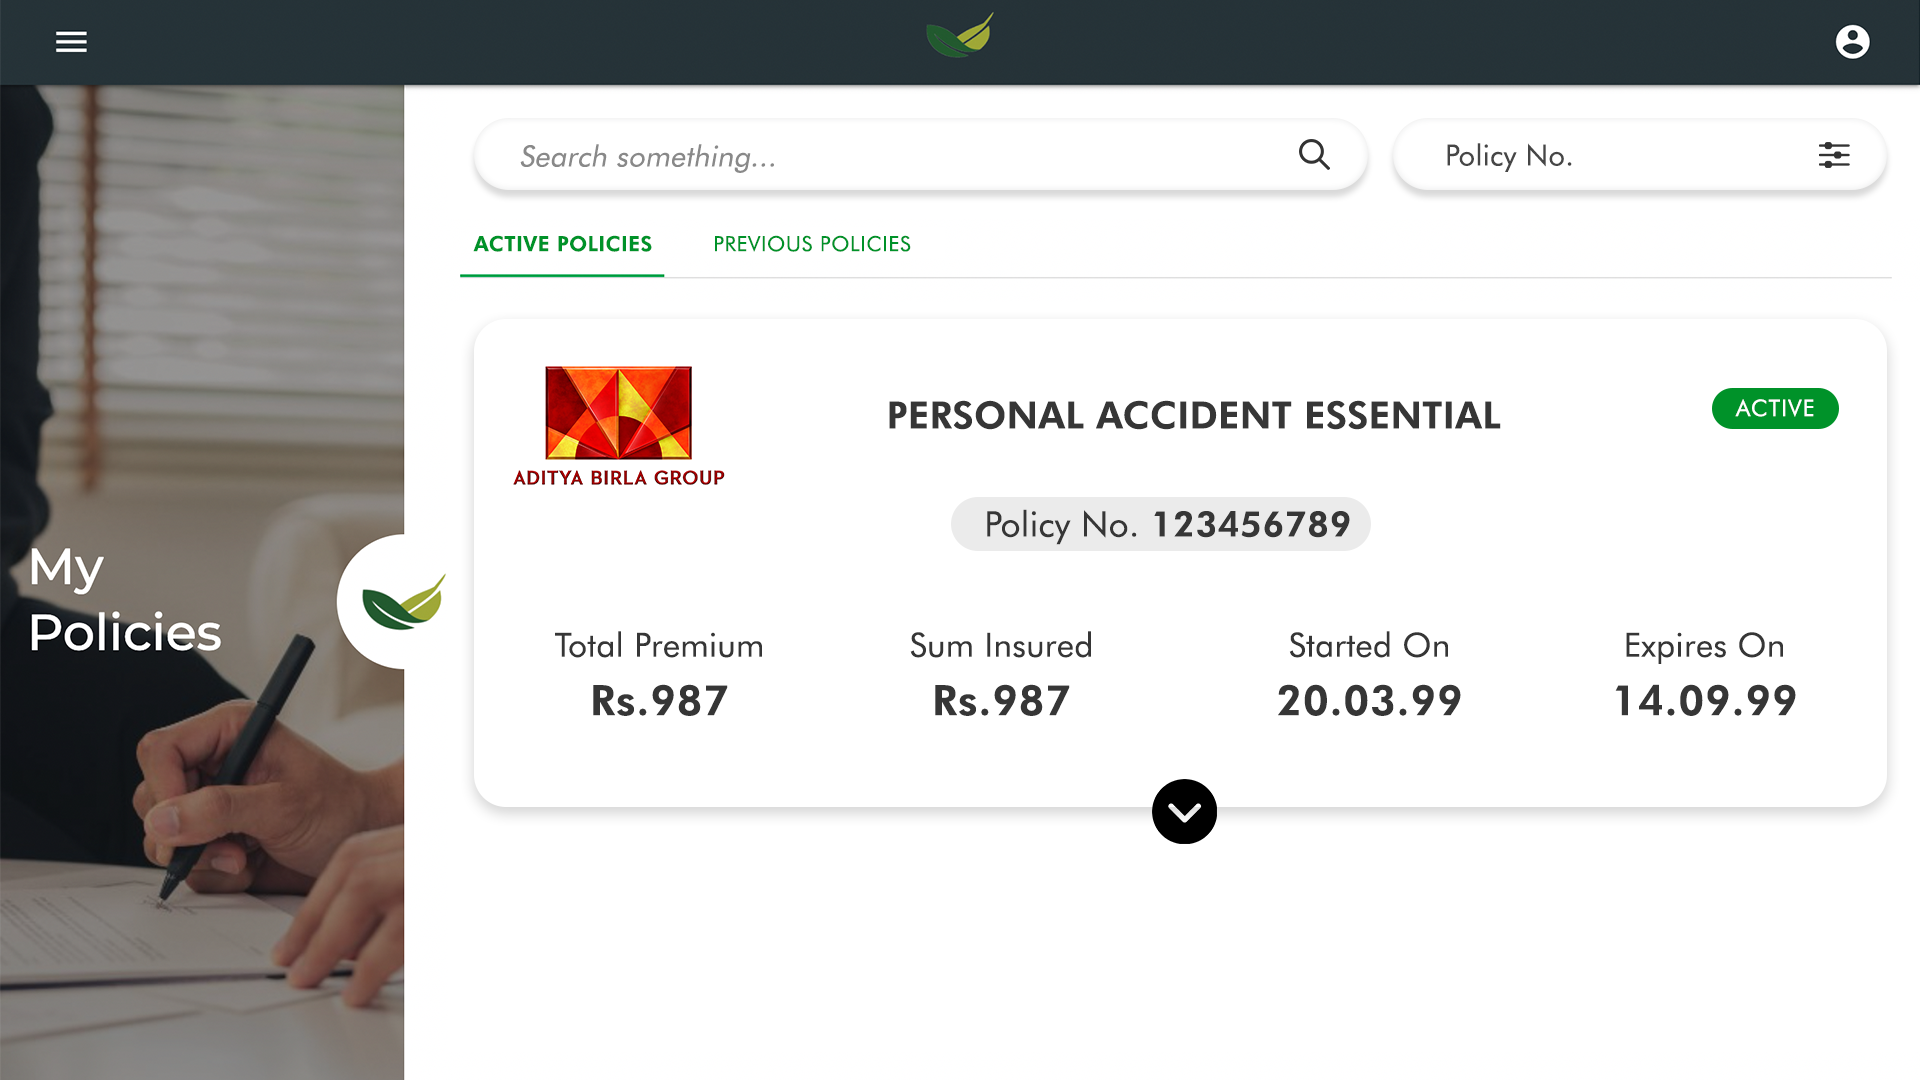 Search something...
Policy No.
ACTIVE POLICIES
PREVIOUS POLICIES
My
Policies
ADITYA BIRLA GROUP
PERSONAL ACCIDENT ESSENTIAL
ACTIVE
Policy No. 123456789
Total Premium
Rs.987
Sum Insured
Rs.987
Started On
20.03.99
Expires On
14.09.99